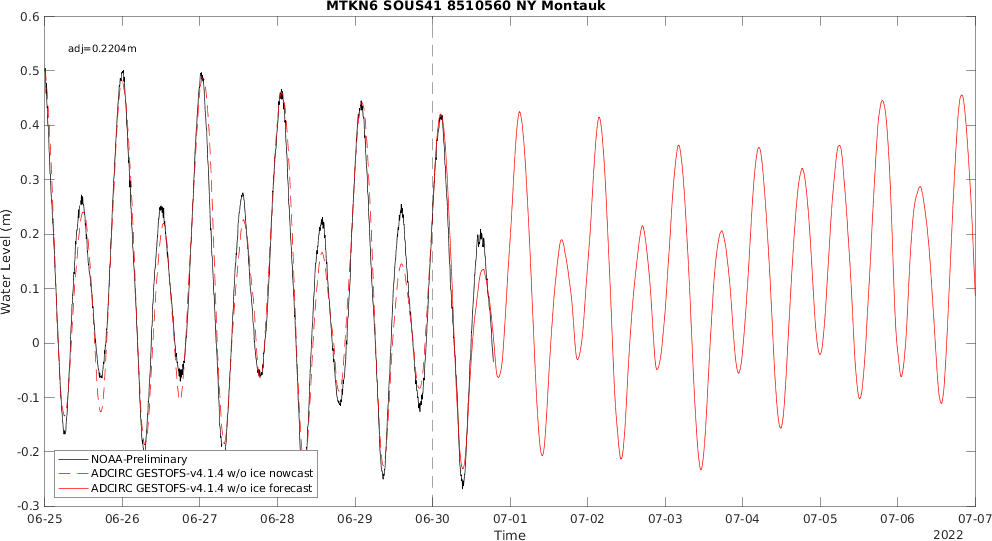 MTKN6 SOUS41 8510560 NY Montauk
adj=0.2204m
0.6
0.5
0.4
0.3
0.2
0.1
0
-0.1
-0.2
-0.3
Water Level (m)
NOAA-Preliminary
ADCIRC GESTOFS-v4.1.4 w/o ice nowcast
ADCIRC GESTOFS-v4.1.4 w/o ice forecast
06-25 06-26 06-27 06-28 06-29 06-30 07-01 07-02 07-03 07-04 07-05 07-06 07-07
Time
2022